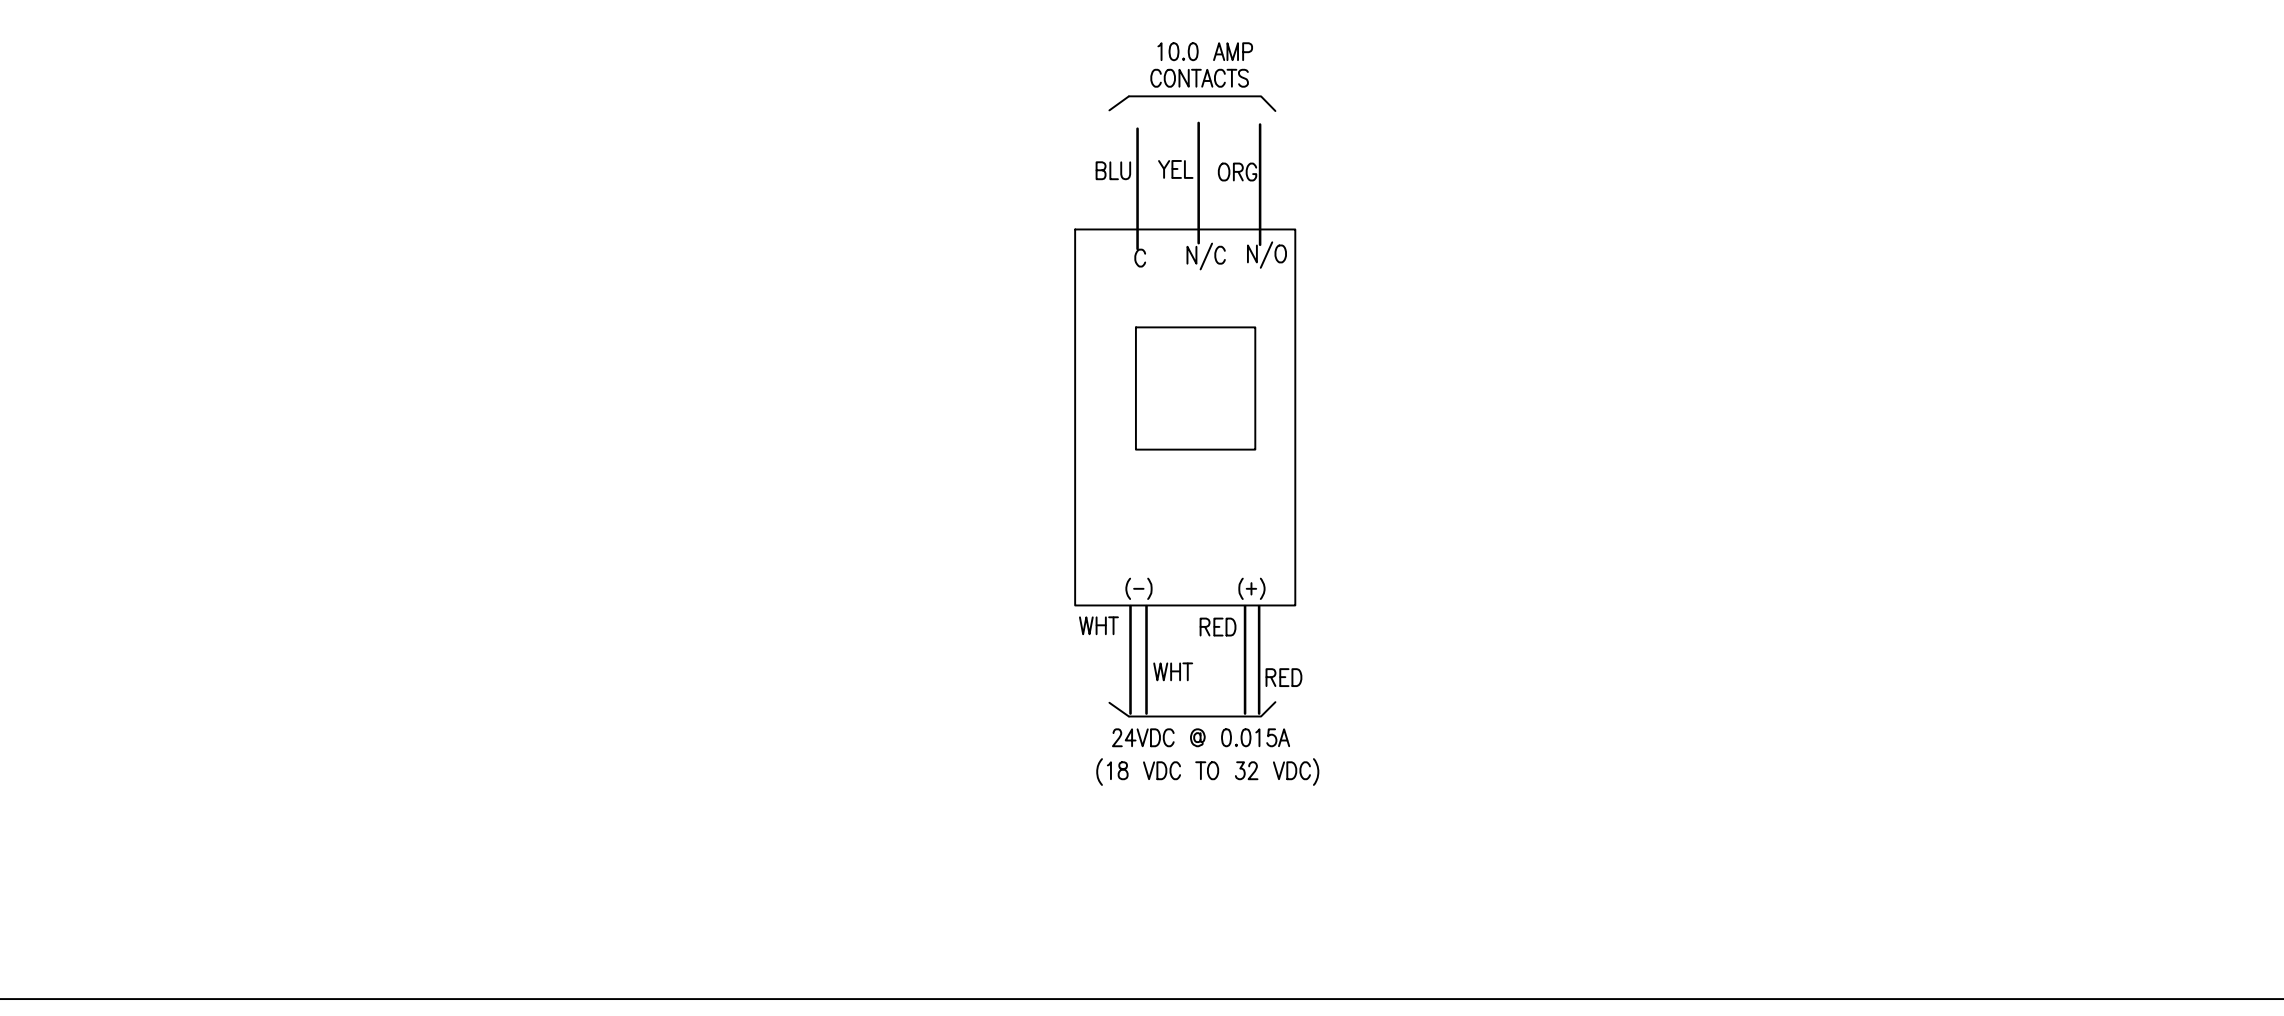 10.0 AMP
CONTACTS
BLU YEL ORG
C N/C N/O
(-) (+)
WHT RED
WHT RED
24VDC @ 0.015A
(18 VDC TO 32 VDC)